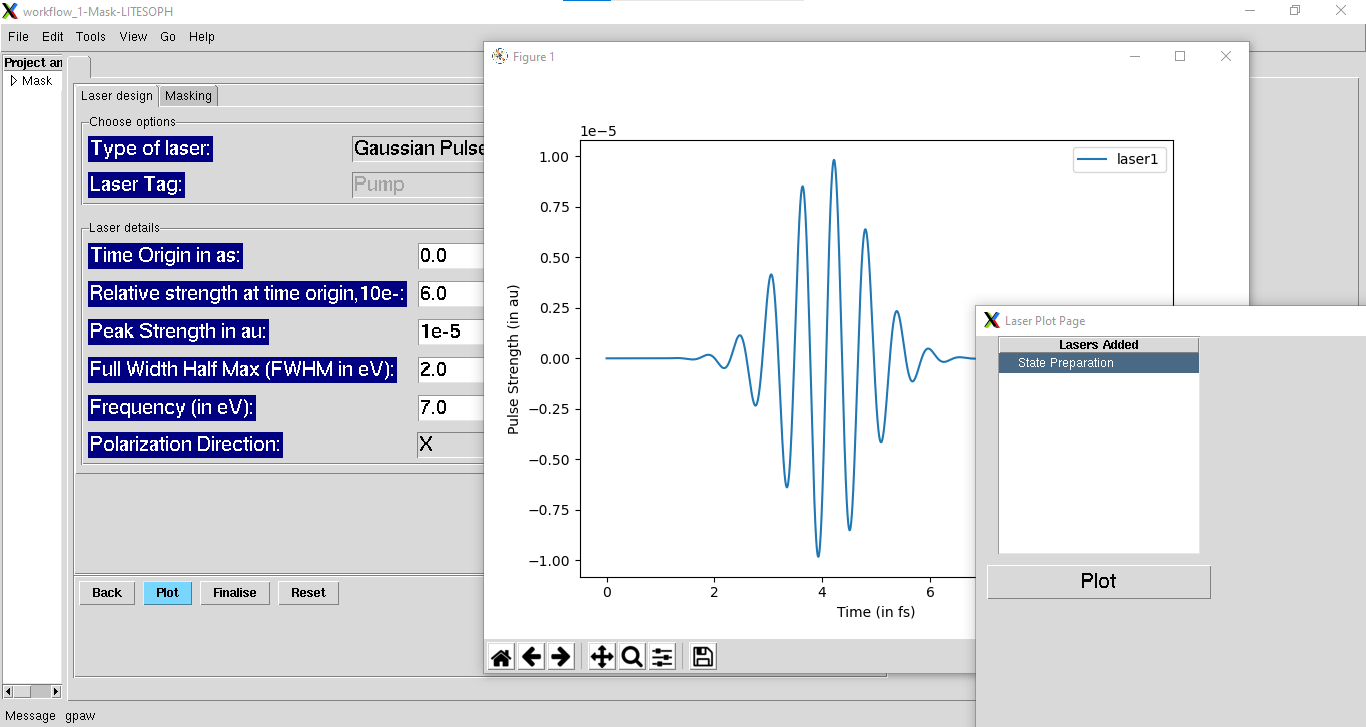 workflow_1-Mask-LITESOPH
File Edit Tools View Go Help
Project an
Mask
Laser design Masking
Choose options
Type of laser: Gaussian Pulse
Laser Tag: Pump
Laser details
Time Origin in as: 0.0
Relative strength at time origin,10e-: 6.0
Peak Strength in au: 1e-5
Full Width Half Max (FWHM in eV): 2.0
Frequency (in eV): 7.0
Polarization Direction: X
Back Plot Finalise Reset
Message gpaw
Figure 1
1e−5
laser1
1.00
0.75
0.50
0.25
0.00
−0.25
−0.50
−0.75
−1.00
Pulse Strength (in au)
0 2 4 6
Time (in fs)
Laser Plot Page
Lasers Added
State Preparation
Plot